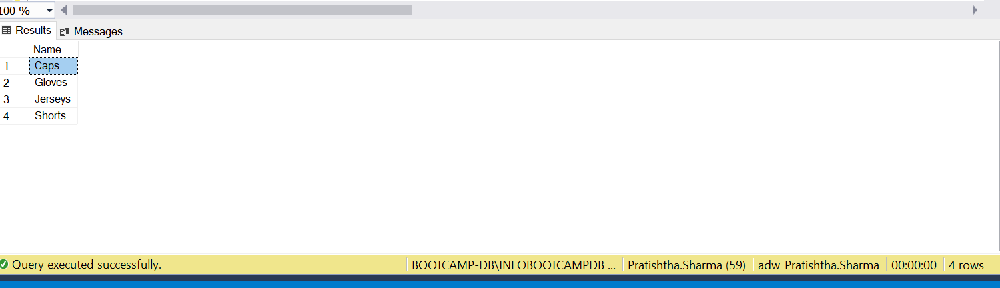 100 %
Results Messages
Name
1 Caps
2 Gloves
3 Jerseys
4 Shorts
Query executed successfully. BOOTCAMP-DB\INFOBOOTCAMPDB ... Pratishtha.Sharma (59) adw_Pratishtha.Sharma 00:00:00 4 rows